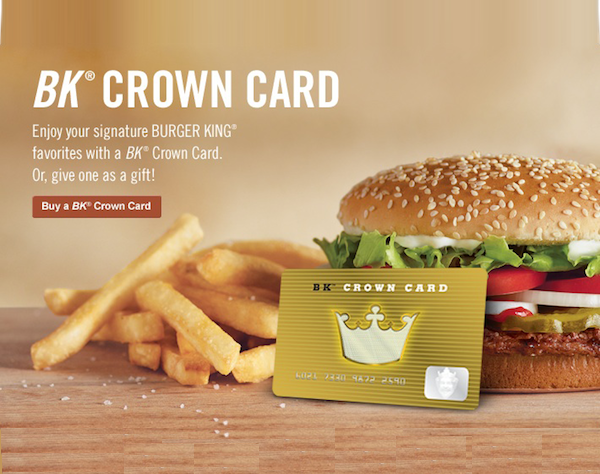 BK® CROWN CARD
Enjoy your signature BURGER KING®
favorites with a BK® Crown Card.
Or, give one as a gift!
Buy a BK® Crown Card
BK™ CROWN CARD